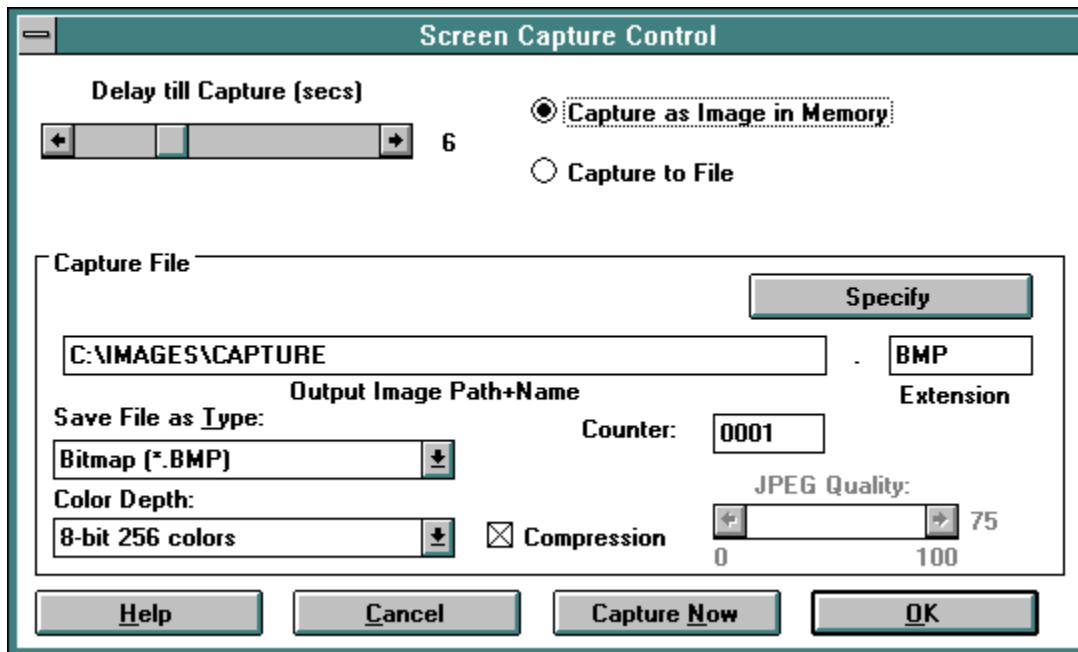 Screen Capture Control
Delay till Capture (secs)
6
Capture as Image in Memory
Capture to File
Capture File
Specify
C:\IMAGES\CAPTURE . BMP
Output Image Path+Name
Extension
Save File as Type:
Counter: 0001
Bitmap (*.BMP)
JPEG Quality:
Color Depth:
75
8-bit 256 colors
Compression
0 100
Help Cancel Capture Now OK